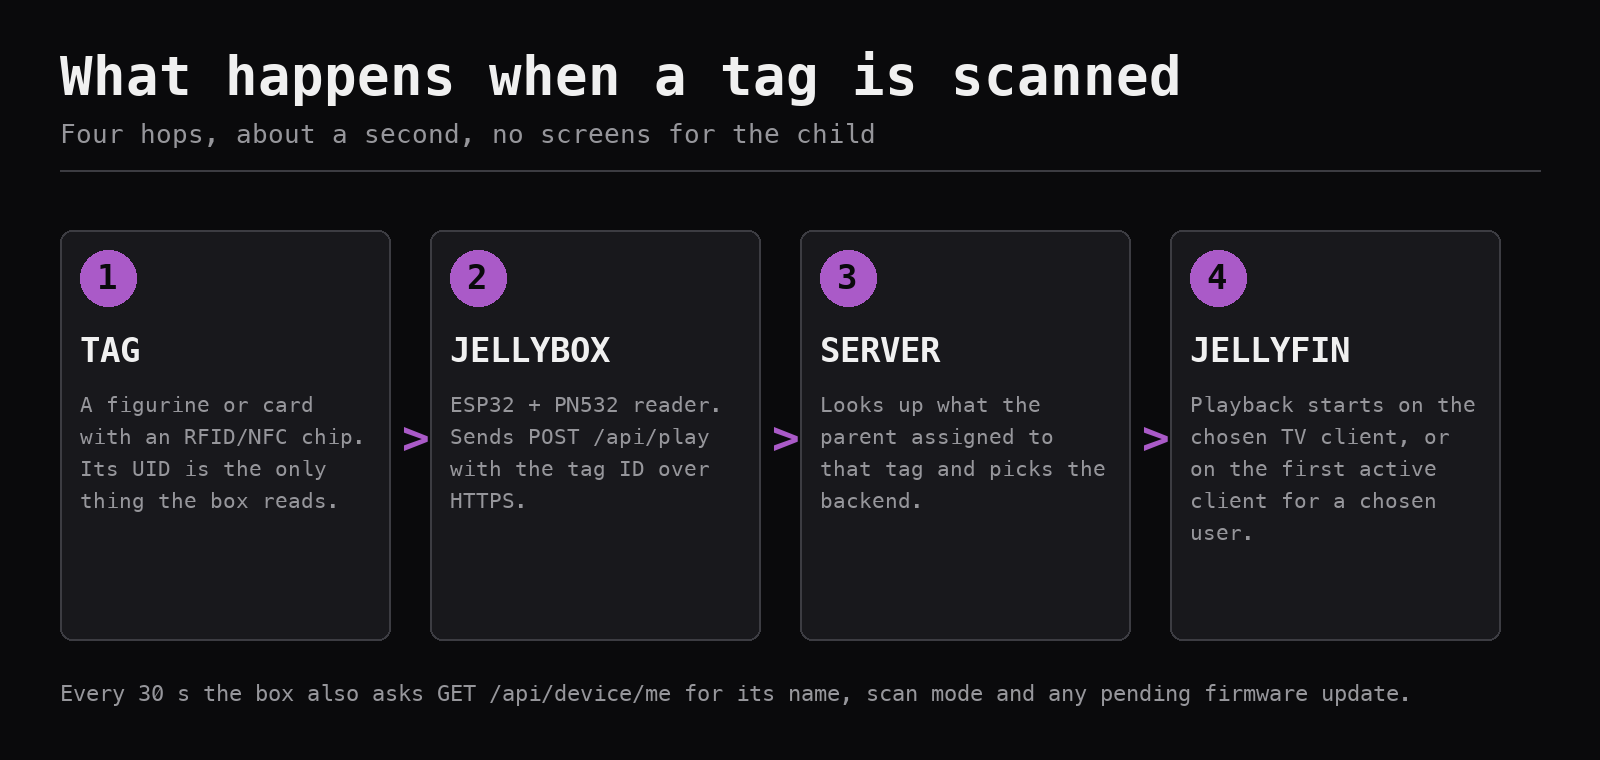 What happens when a tag is scanned
Four hops, about a second, no screens for the child
1
TAG
A figurine or card
with an RFID/NFC chip.
Its UID is the only
thing the box reads.
>
2
JELLYBOX
ESP32 + PN532 reader.
Sends POST /api/play
with the tag ID over
HTTPS.
>
3
SERVER
Looks up what the
parent assigned to
that tag and picks the
backend.
>
4
JELLYFIN
Playback starts on the
chosen TV client, or
on the first active
client for a chosen
user.
Every 30 s the box also asks GET /api/device/me for its name, scan mode and any pending firmware update.